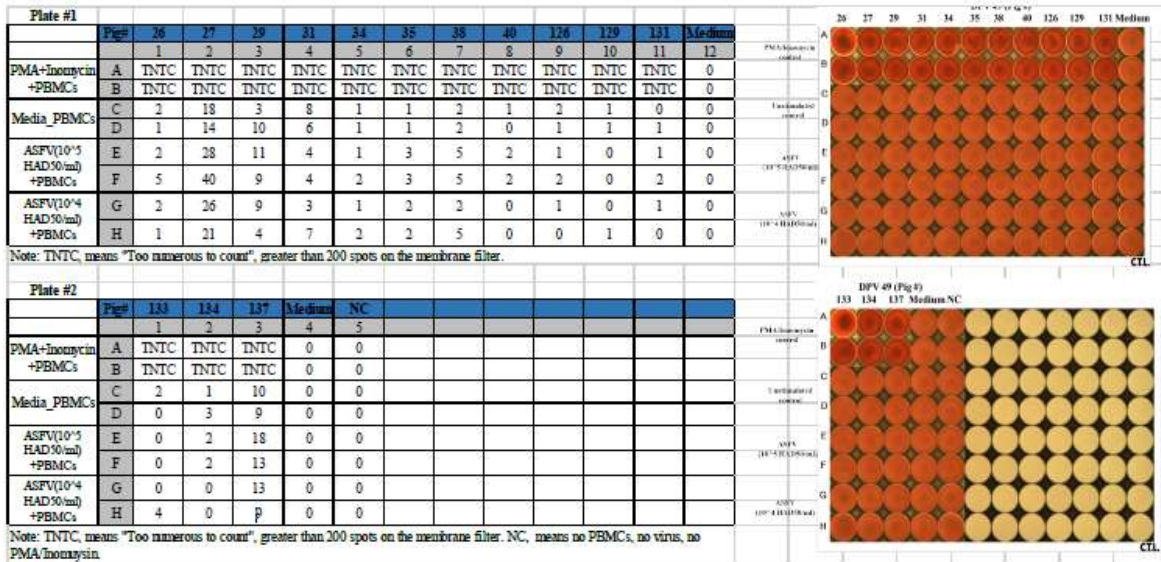 Plate #1
Pig# 26 27 29 31 34 35 38 40 126 129 131 Medium
1 2 3 4 5 6 7 8 9 10 11 12
PMA+Inomycin +PBMCs
A TNTC TNTC TNTC TNTC TNTC TNTC TNTC TNTC TNTC TNTC TNTC 0
B TNTC TNTC TNTC TNTC TNTC TNTC TNTC TNTC TNTC TNTC TNTC 0
Media_PBMCs
C 2 18 3 8 1 1 2 1 2 1 0 0
D 1 14 10 6 1 1 2 0 1 1 1 0
ASFV(10^5 HAD50/ml) +PBMCs
E 2 28 11 4 1 3 5 2 1 0 1 0
F 5 40 9 4 2 3 5 2 2 0 2 0
ASFV(10^4 HAD50/ml) +PBMCs
G 2 26 9 3 1 2 2 0 1 0 1 0
H 1 21 4 7 2 2 5 0 0 1 0 0
Note: TNTC, means "Too numerous to count", greater than 200 spots on the membrane filter.
26 27 29 31 34 35 38 40 126 129 131 Medium
A
B
C
D
E
F
G
H
control
Unstimulated control
ASFV
CTL
Plate #2
Pig# 133 134 137 Medium NC
1 2 3 4 5
PMA+Inomycin +PBMCs
A TNTC TNTC TNTC 0 0
B TNTC TNTC TNTC 0 0
Media_PBMCs
C 2 1 10 0 0
D 0 3 9 0 0
ASFV(10^5 HAD50/ml) +PBMCs
E 0 2 18 0 0
F 0 2 13 0 0
ASFV(10^4 HAD50/ml) +PBMCs
G 0 0 13 0 0
H 4 0 0 0
Note: TNTC, means "Too numerous to count", greater than 200 spots on the membrane filter. NC, means no PBMCs, no virus, no
PMA/Inomysin.
DPV 49 (Pig #)
133 134 137 Medium NC
A
B
C
D
E
F
G
H
control
Unstimulated control
ASFV
CTL